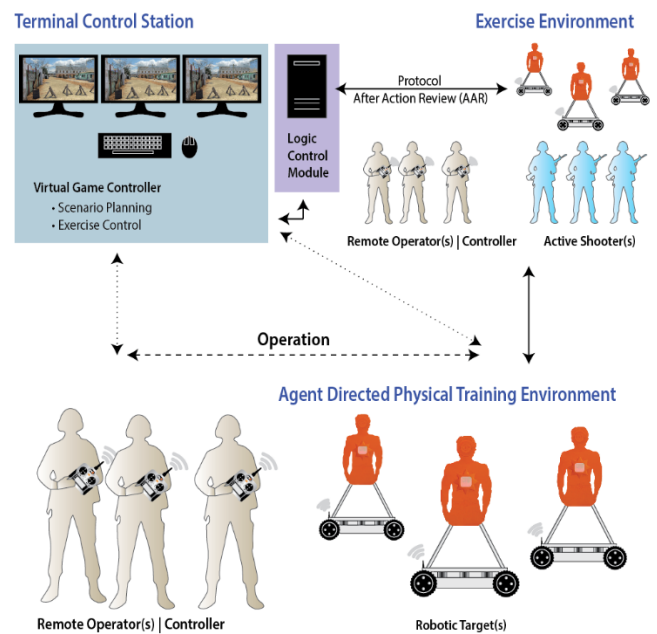 Terminal Control Station
Exercise Environment
Protocol
After Action Review (AAR)
Logic
Control
Module
Virtual Game Controller
• Scenario Planning
• Exercise Control
Remote Operator(s) | Controller
Active Shooter(s)
Operation
Agent Directed Physical Training Environment
Remote Operator(s) | Controller
Robotic Target(s)